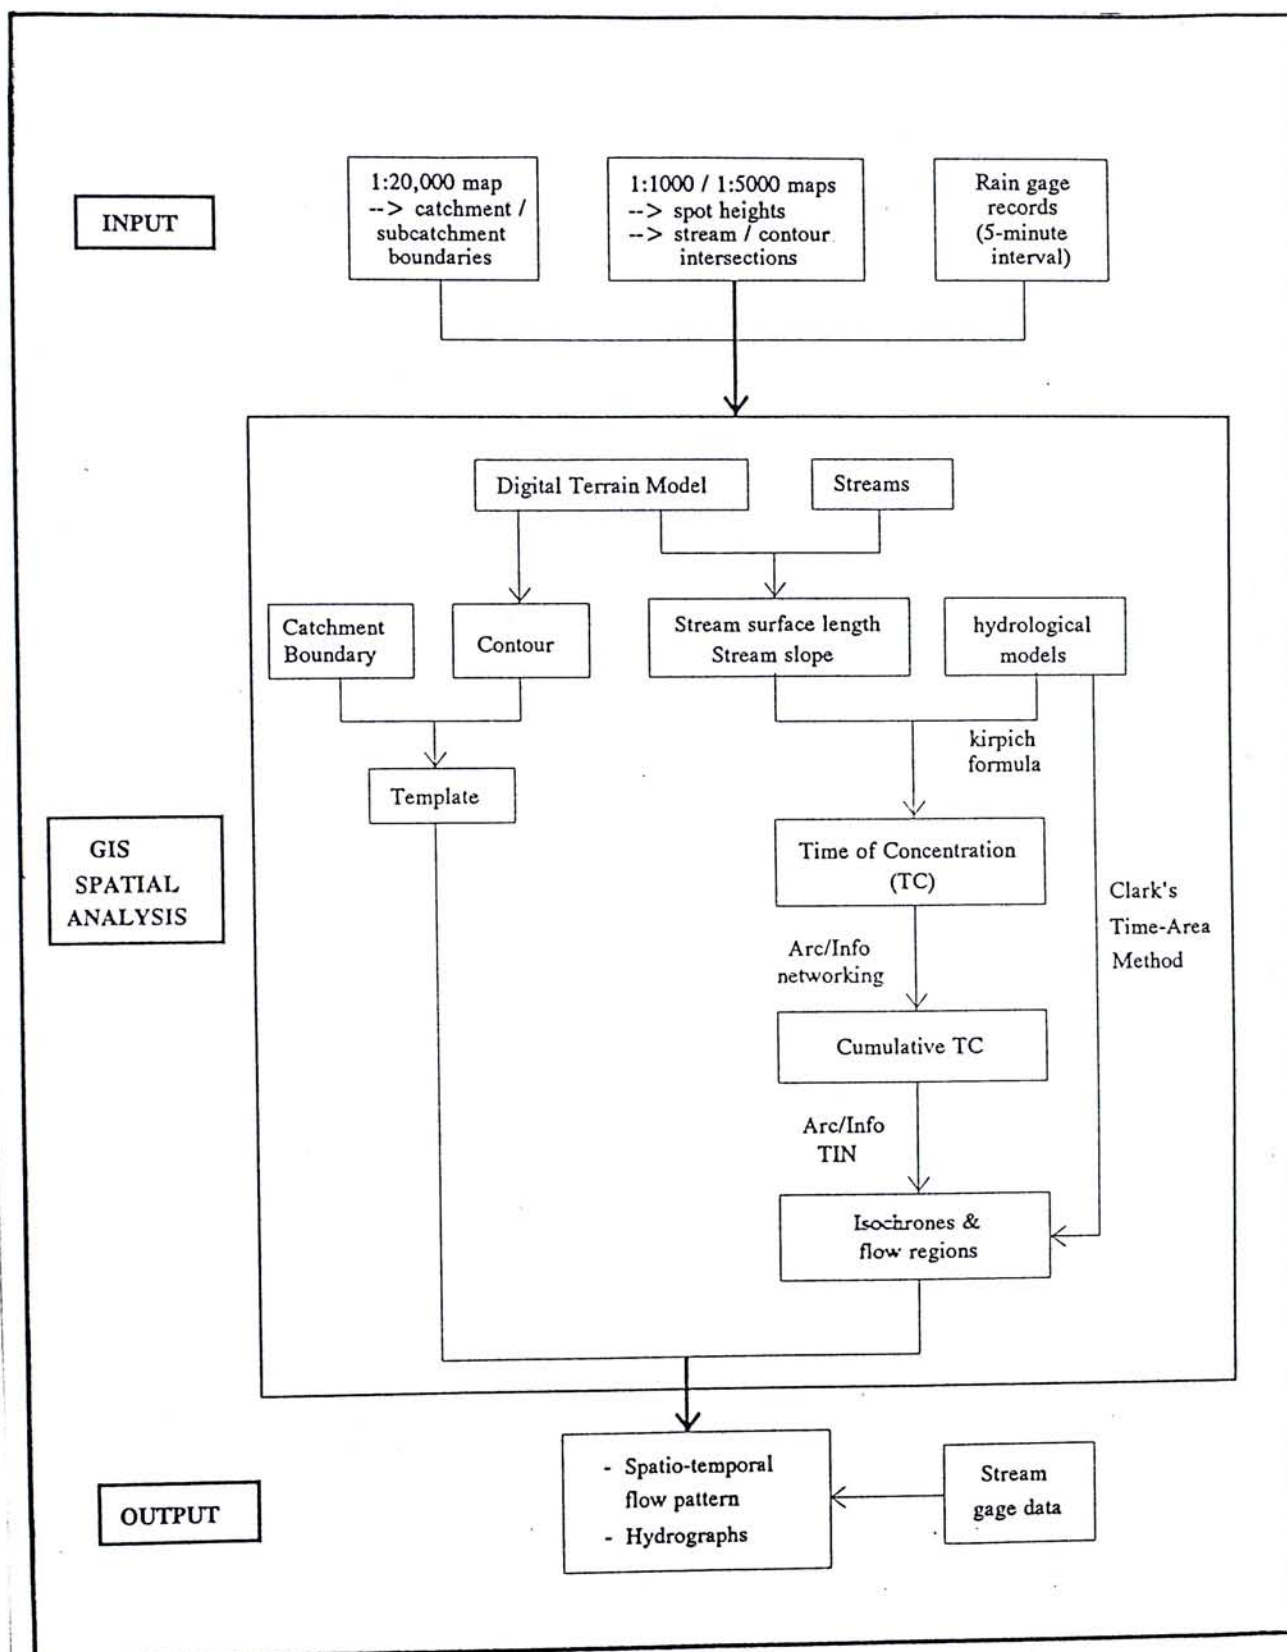 INPUT
1:20,000 map
--> catchment /
subcatchment
boundaries
1:1000 / 1:5000 maps
--> spot heights
--> stream / contour
intersections
Rain gage
records
(5-minute
interval)
GIS
SPATIAL
ANALYSIS
Digital Terrain Model
Streams
Catchment
Boundary
Contour
Stream surface length
Stream slope
hydrological
models
kirpich
formula
Template
Time of Concentration
(TC)
Clark's
Time-Area
Method
Arc/Info
networking
Cumulative TC
Arc/Info
TIN
Isochrones &
flow regions
OUTPUT
- Spatio-temporal
flow pattern
- Hydrographs
Stream
gage data